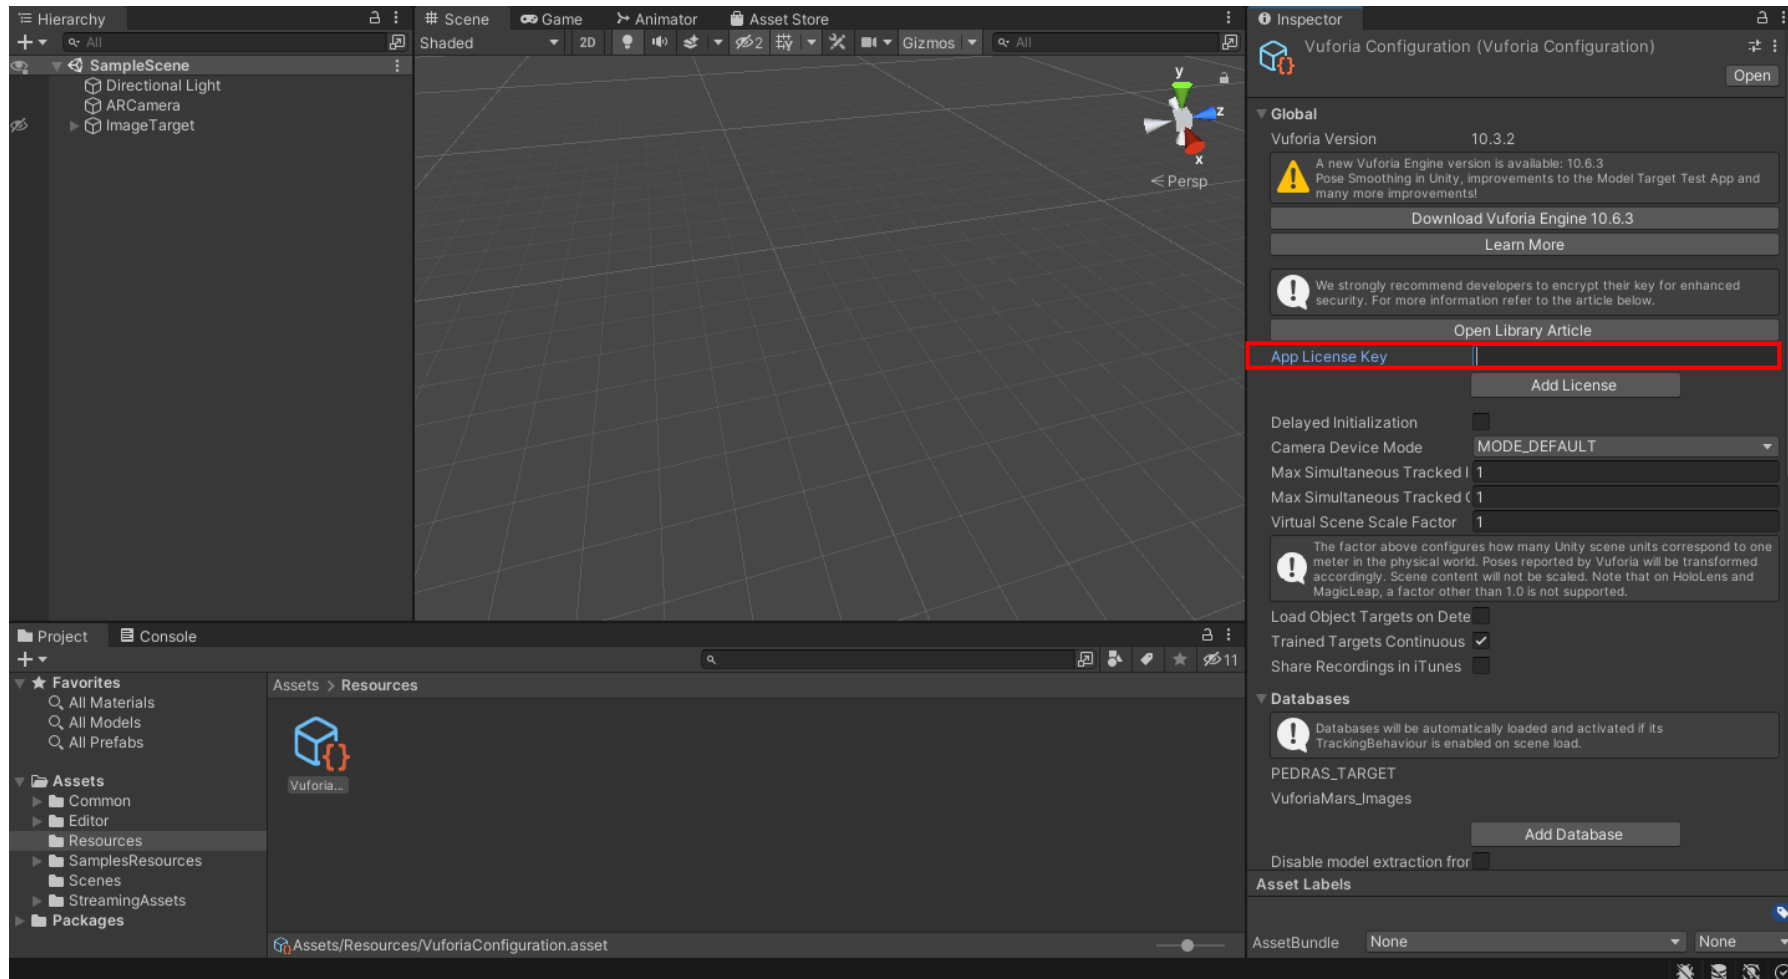 Hierarchy
All
SampleScene
Directional Light
ARCamera
ImageTarget
Scene
Game
Animator
Asset Store
Shaded
2D
2
Gizmos
All
y
z
x
Persp
Inspector
Vuforia Configuration (Vuforia Configuration)
Open
Global
Vuforia Version 10.3.2
A new Vuforia Engine version is available: 10.6.3
Pose Smoothing in Unity, improvements to the Model Target Test App and
many more improvements!
Download Vuforia Engine 10.6.3
Learn More
We strongly recommend developers to encrypt their key for enhanced
security. For more information refer to the article below.
Open Library Article
App License Key
Add License
Delayed Initialization
Camera Device Mode MODE_DEFAULT
Max Simultaneous Tracked I 1
Max Simultaneous Tracked 1
Virtual Scene Scale Factor 1
The factor above configures how many Unity scene units correspond to one
meter in the physical world. Poses reported by Vuforia will be transformed
accordingly. Scene content will not be scaled. Note that on HoloLens and
MagicLeap, a factor other than 1.0 is not supported.
Load Object Targets on Dete
Trained Targets Continuous
Share Recordings in iTunes
Databases
Databases will be automatically loaded and activated if its
TrackingBehaviour is enabled on scene load.
PEDRAS_TARGET
VuforiaMars_Images
Add Database
Disable model extraction fror
Asset Labels
AssetBundle None None
Project
Console
11
Favorites
All Materials
All Models
All Prefabs
Assets
Common
Editor
Resources
SamplesResources
Scenes
StreamingAssets
Packages
Assets > Resources
Vuforia...
Assets/Resources/VuforiaConfiguration.asset